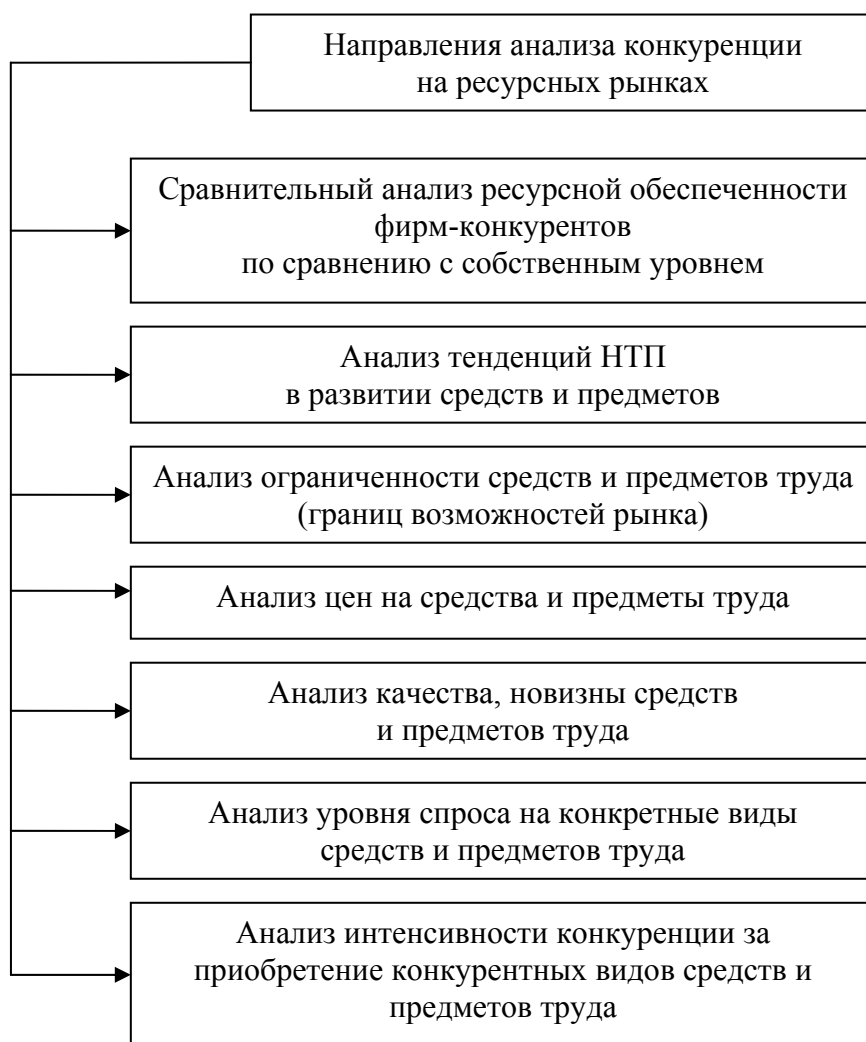 Направления анализа конкуренции
на ресурсных рынках
Сравнительный анализ ресурсной обеспеченности
фирм-конкурентов
по сравнению с собственным уровнем
Анализ тенденций НТП
в развитии средств и предметов
Анализ ограниченности средств и предметов труда
(границ возможностей рынка)
Анализ цен на средства и предметы труда
Анализ качества, новизны средств
и предметов труда
Анализ уровня спроса на конкретные виды
средств и предметов труда
Анализ интенсивности конкуренции за
приобретение конкурентных видов средств и
предметов труда